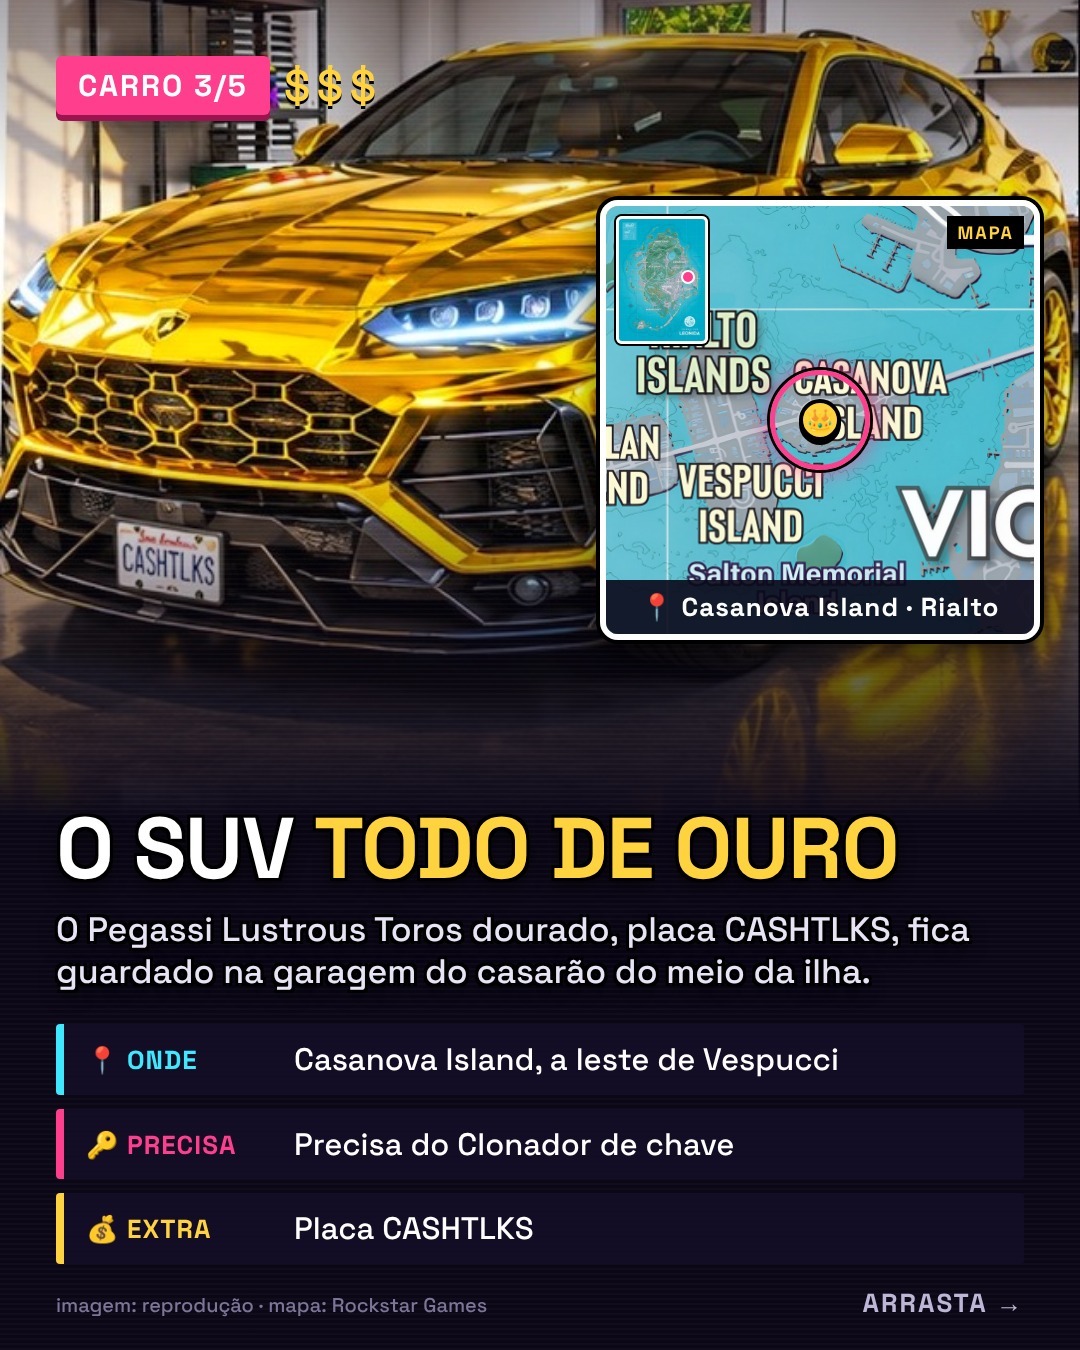 CARRO 3/5 $$$
MAPA
ISLANDS
CASANOVA
ISLAND
VESPUCCI
ISLAND
Salton Memorial
📍 Casanova Island · Rialto
CASHTLKS
O SUV TODO DE OURO
O Pegassi Lustrous Toros dourado, placa CASHTLKS, fica
guardado na garagem do casarão do meio da ilha.
📍 ONDE Casanova Island, a leste de Vespucci
🔑 PRECISA Precisa do Clonador de chave
💰 EXTRA Placa CASHTLKS
imagem: reprodução · mapa: Rockstar Games
ARRASTA →